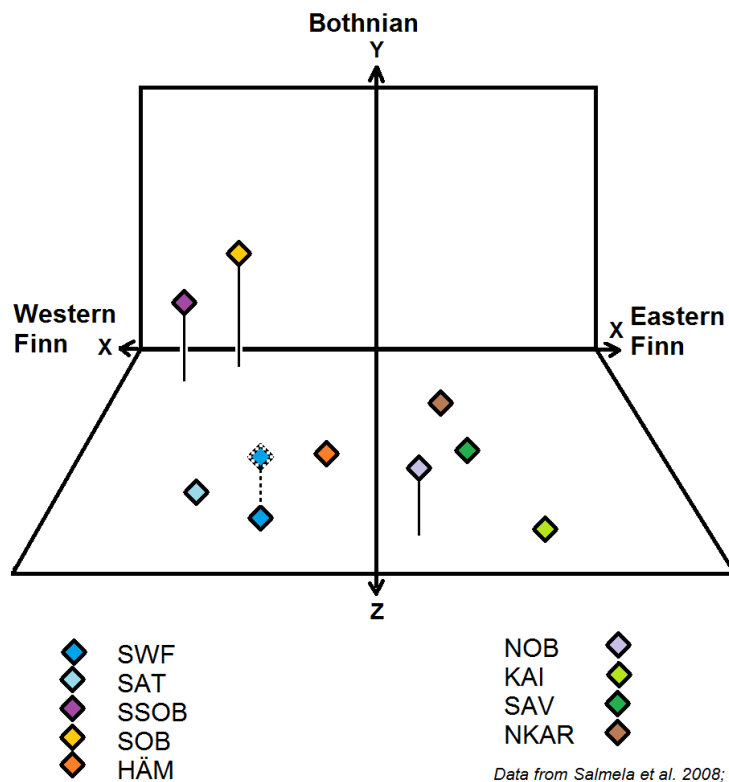 Bothnian
Y
Western
Finn
X
X
Eastern
Finn
Z
SWF
SAT
SSOB
SOB
HÄM
NOB
KAI
SAV
NKAR
Data from Salmela et al. 2008;